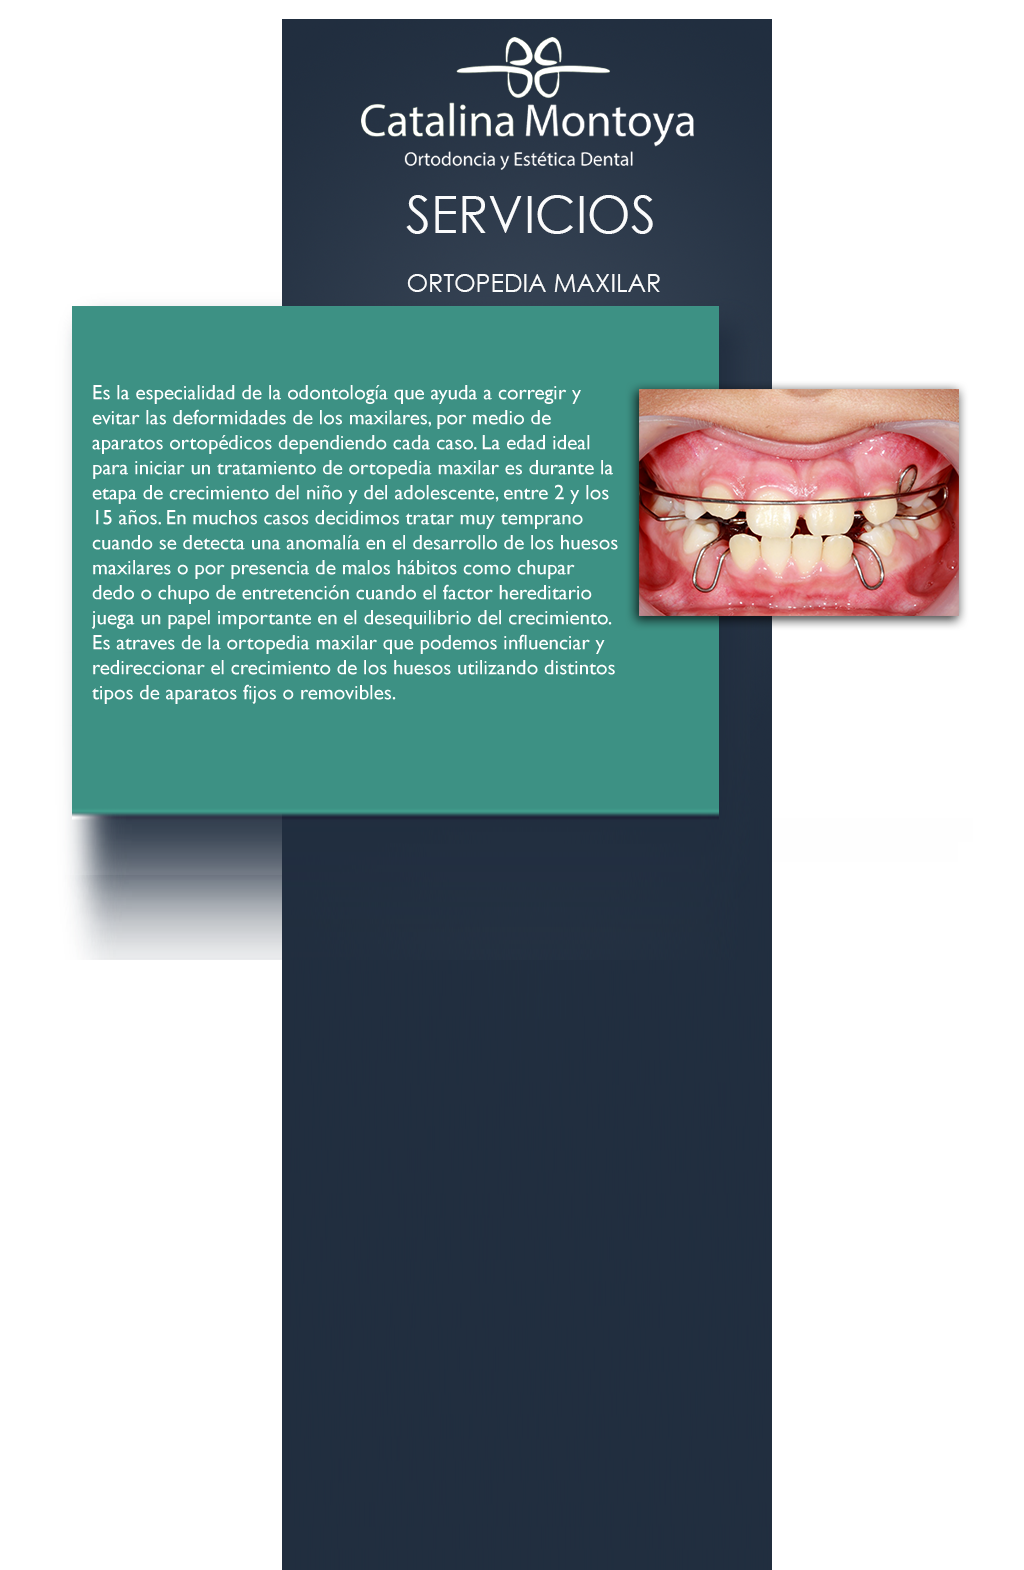 Catalina Montoya
Ortodoncia y Estética Dental
SERVICIOS
ORTOPEDIA MAXILAR
Es la especialidad de la odontología que ayuda a corregir y
evitar las deformidades de los maxilares, por medio de
aparatos ortopédicos dependiendo cada caso. La edad ideal
para iniciar un tratamiento de ortopedia maxilar es durante la
etapa de crecimiento del niño y del adolescente, entre 2 y los
15 años. En muchos casos decidimos tratar muy temprano
cuando se detecta una anomalía en el desarrollo de los huesos
maxilares o por presencia de malos hábitos como chupar
dedo o chupo de entretención cuando el factor hereditario
juega un papel importante en el desequilibrio del crecimiento.
Es atraves de la ortopedia maxilar que podemos influenciar y
redireccionar el crecimiento de los huesos utilizando distintos
tipos de aparatos fijos o removibles.